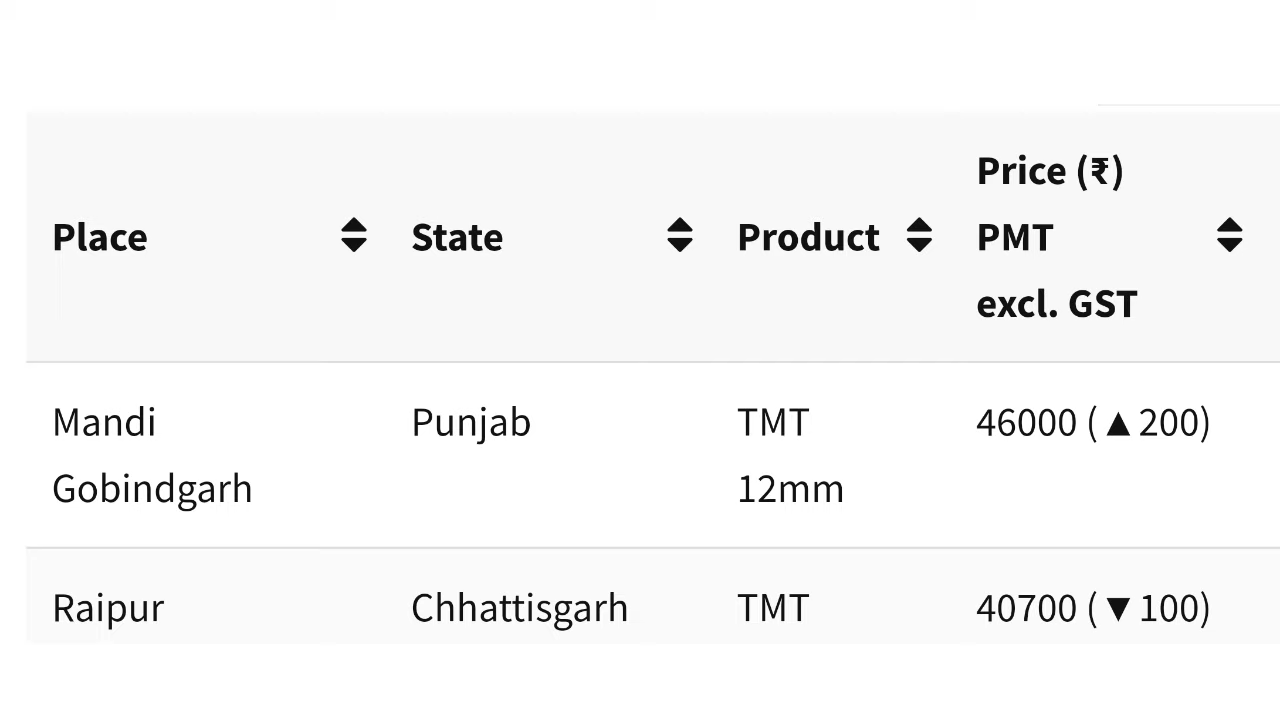 Place State Product Price (₹) PMT excl. GST
Mandi Gobindgarh Punjab TMT 12mm 46000 (▲200)
Raipur Chhattisgarh TMT 40700 (▼100)